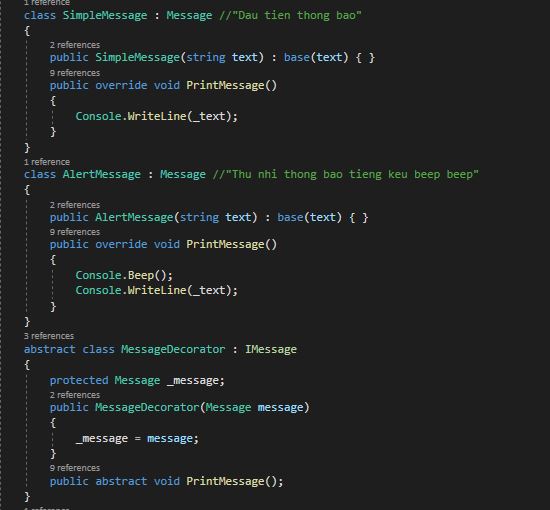 1 reference
class SimpleMessage : Message //"Dau tien thong bao"
{
2 references
public SimpleMessage(string text) : base(text) { }
9 references
public override void PrintMessage()
{
Console.WriteLine(_text);
}
}
1 reference
class AlertMessage : Message //"Thu nhi thong bao tieng keu beep beep"
{
2 references
public AlertMessage(string text) : base(text) { }
9 references
public override void PrintMessage()
{
Console.Beep();
Console.WriteLine(_text);
}
}
3 references
abstract class MessageDecorator : IMessage
{
protected Message _message;
2 references
public MessageDecorator(Message message)
{
_message = message;
}
9 references
public abstract void PrintMessage();
}
1 reference